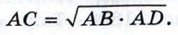 AC = √AB · AD.